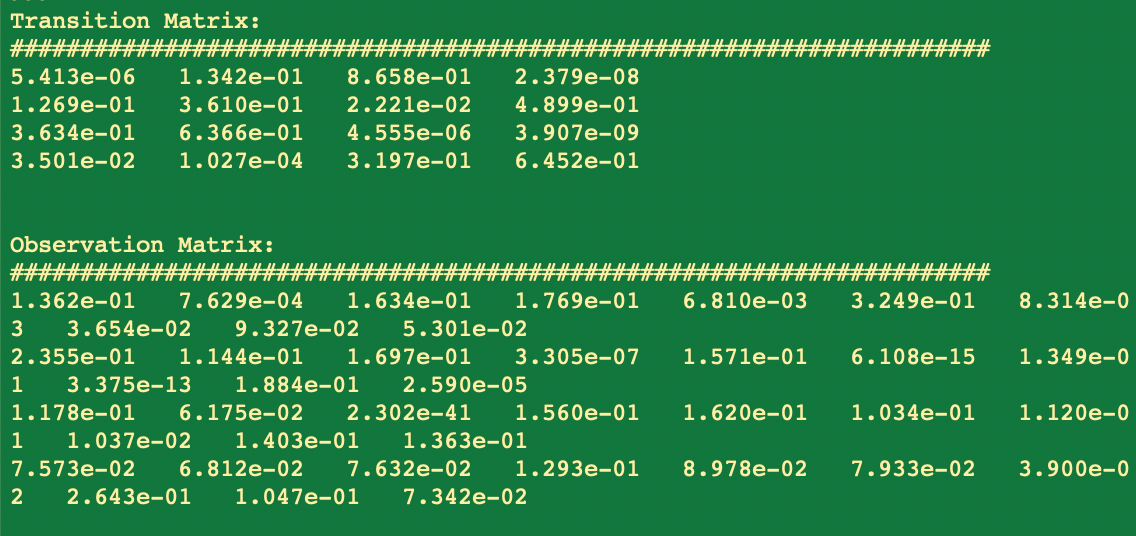 Transition Matrix:
######################################################################
5.413e-06   1.342e-01   8.658e-01   2.379e-08
1.269e-01   3.610e-01   2.221e-02   4.899e-01
3.634e-01   6.366e-01   4.555e-06   3.907e-09
3.501e-02   1.027e-04   3.197e-01   6.452e-01
Observation Matrix:
######################################################################
1.362e-01   7.629e-04   1.634e-01   1.769e-01   6.810e-03   3.249e-01   8.314e-0
3   3.654e-02   9.327e-02   5.301e-02
2.355e-01   1.144e-01   1.697e-01   3.305e-07   1.571e-01   6.108e-15   1.349e-0
1   3.375e-13   1.884e-01   2.590e-05
1.178e-01   6.175e-02   2.302e-41   1.560e-01   1.620e-01   1.034e-01   1.120e-0
1   1.037e-02   1.403e-01   1.363e-01
7.573e-02   6.812e-02   7.632e-02   1.293e-01   8.978e-02   7.933e-02   3.900e-0
2   2.643e-01   1.047e-01   7.342e-02